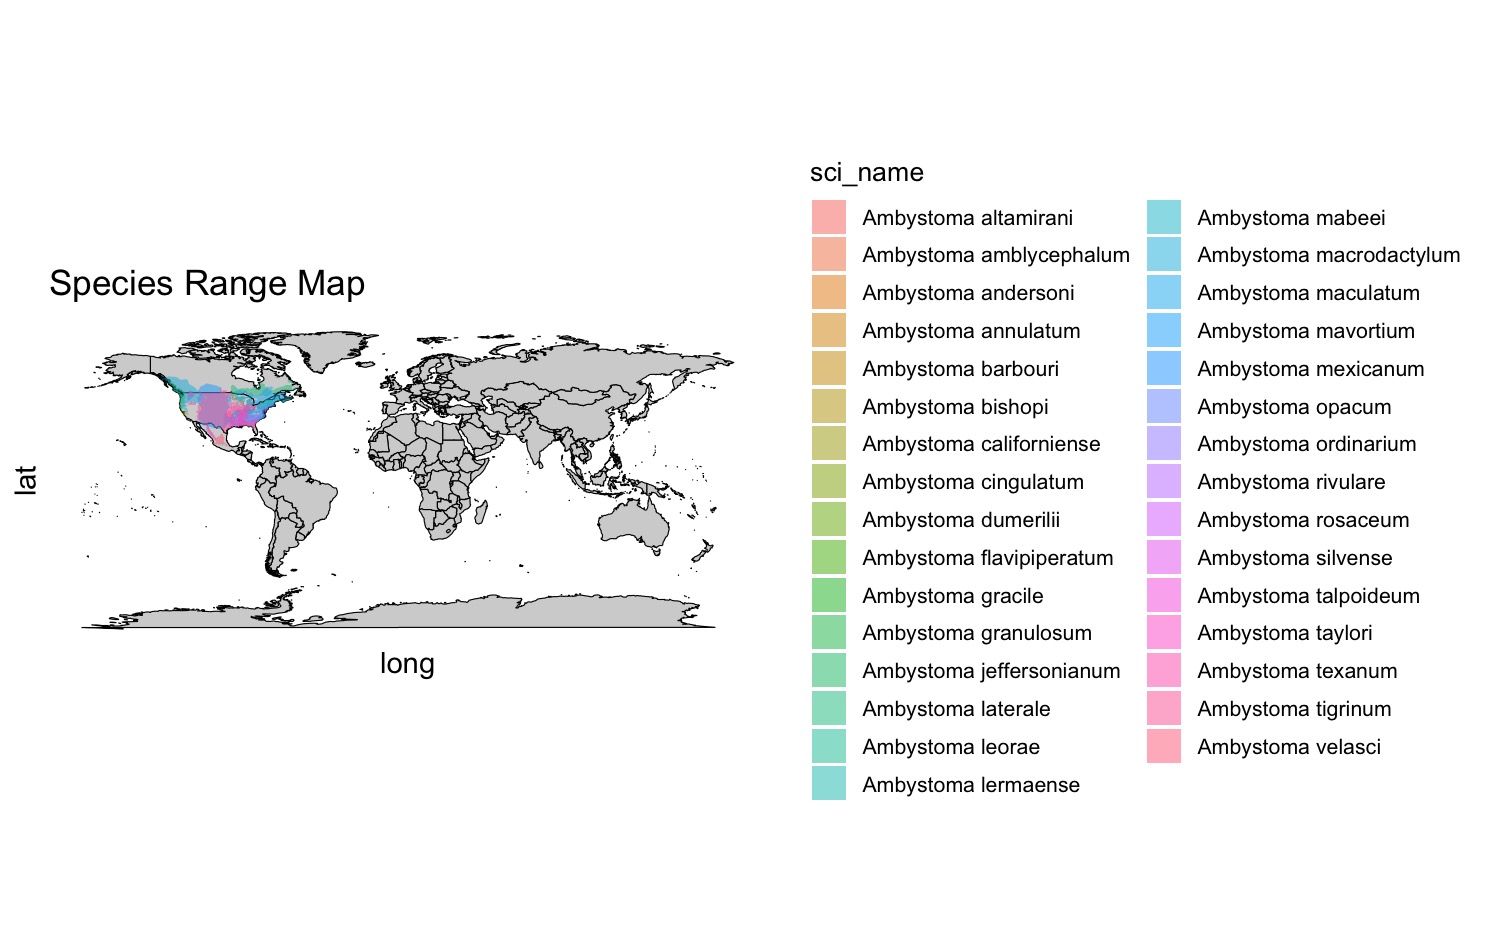 Species Range Map
lat
long
sci_name
Ambystoma altamirani
Ambystoma amblycephalum
Ambystoma andersoni
Ambystoma annulatum
Ambystoma barbouri
Ambystoma bishopi
Ambystoma californiense
Ambystoma cingulatum
Ambystoma dumerilii
Ambystoma flavipiperatum
Ambystoma gracile
Ambystoma granulosum
Ambystoma jeffersonianum
Ambystoma laterale
Ambystoma leorae
Ambystoma lermaense
Ambystoma mabeei
Ambystoma macrodactylum
Ambystoma maculatum
Ambystoma mavortium
Ambystoma mexicanum
Ambystoma opacum
Ambystoma ordinarium
Ambystoma rivulare
Ambystoma rosaceum
Ambystoma silvense
Ambystoma talpoideum
Ambystoma taylori
Ambystoma texanum
Ambystoma tigrinum
Ambystoma velasci